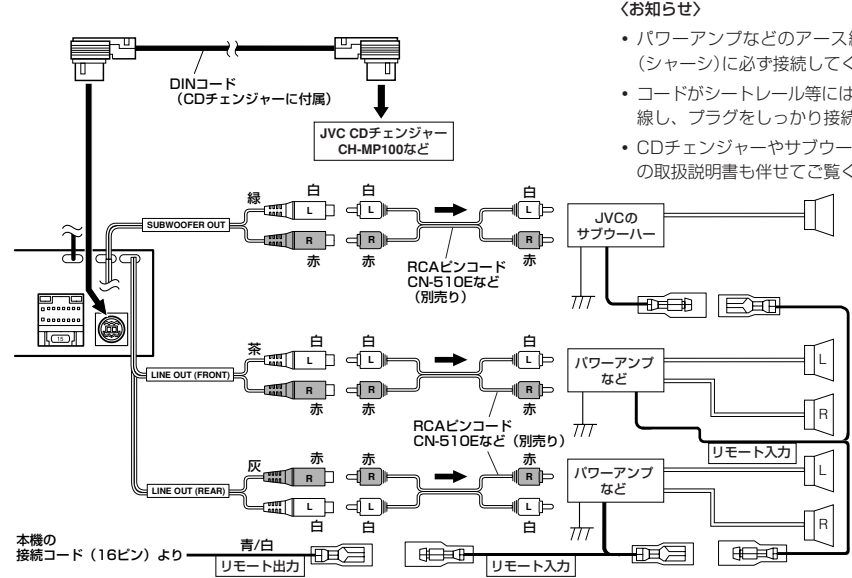 〈お知らせ〉
• パワーアンプなどのアース
（シャーシ）に必ず接続してく
• コードがシートレール等には
線し、プラグをしっかり接続
• CDチェンジャーやサブウー
の取扱説明書も伴せてご覧く
DINコード
（CDチェンジャーに付属）
JVC CDチェンジャー
CH-MP100など
緑
白
白
白
SUBWOOFER OUT
L
L
L
R
R
R
赤
赤
赤
RCAピンコード
CN-510Eなど
（別売り）
JVCの
サブウーハー
15
茶
白
白
白
LINE OUT (FRONT)
L
L
L
R
R
R
赤
赤
赤
RCAピンコード
CN-510Eなど（別売り）
パワーアンプ
など
L
R
リモート入力
灰
赤
赤
赤
LINE OUT (REAR)
R
R
R
L
L
L
白
白
白
パワーアンプ
など
L
R
本機の
接続コード（16ピン）より
青/白
リモート出力
リモート入力